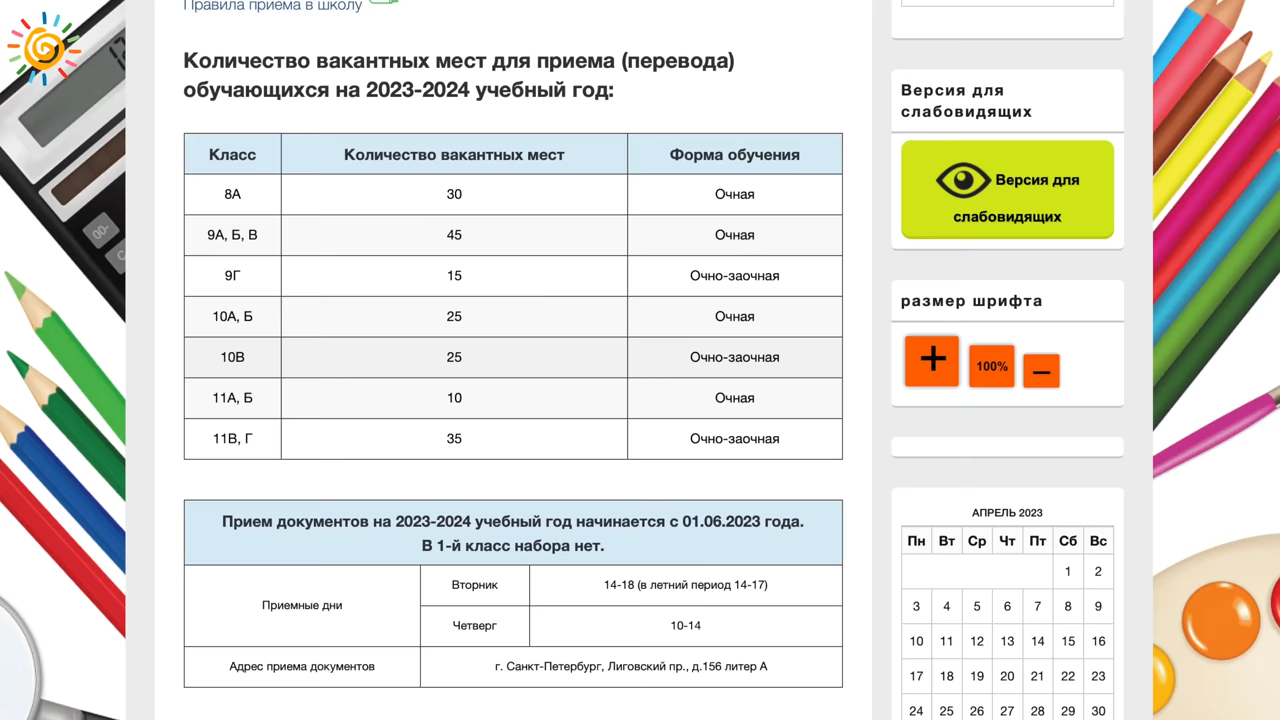 Правила приема в школу
Количество вакантных мест для приема (перевода)
обучающихся на 2023-2024 учебный год:
Класс Количество вакантных мест Форма обучения
8А 30 Очная
9А, Б, В 45 Очная
9Г 15 Очно-заочная
10А, Б 25 Очная
10В 25 Очно-заочная
11А, Б 10 Очная
11В, Г 35 Очно-заочная
Прием документов на 2023-2024 учебный год начинается с 01.06.2023 года.
В 1-й класс набора нет.
Приемные дни
Вторник 14-18 (в летний период 14-17)
Четверг 10-14
Адрес приема документов г. Санкт-Петербург, Лиговский пр., д.156 литер А
Версия для
слабовидящих
Версия для
слабовидящих
размер шрифта
+ 100% –
АПРЕЛЬ 2023
Пн Вт Ср Чт Пт Сб Вс
1 2
3 4 5 6 7 8 9
10 11 12 13 14 15 16
17 18 19 20 21 22 23
24 25 26 27 28 29 30
00-